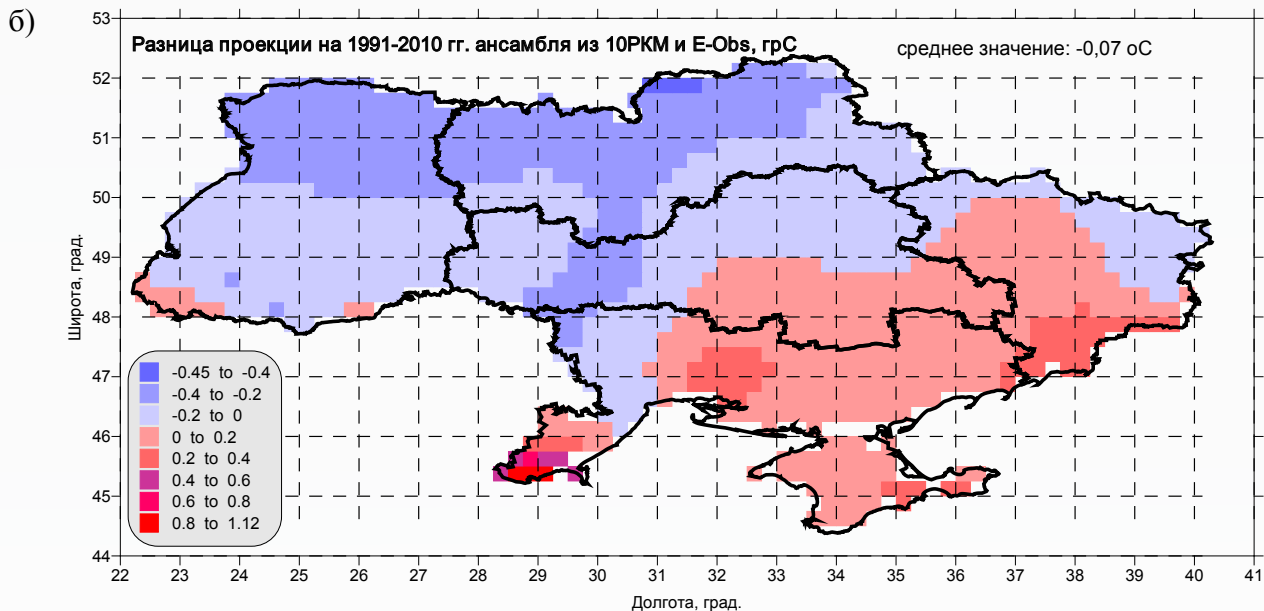 б)
Разница проекции на 1991-2010 гг. ансамбля из 10РКМ и E-Obs, грС
среднее значение: -0,07 оС
Широта, град.
53
52
51
50
49
48
47
46
45
44
-0.45 to -0.4
-0.4 to -0.2
-0.2 to 0
0 to 0.2
0.2 to 0.4
0.4 to 0.6
0.6 to 0.8
0.8 to 1.12
22 23 24 25 26 27 28 29 30 31 32 33 34 35 36 37 38 39 40 41
Долгота, град.